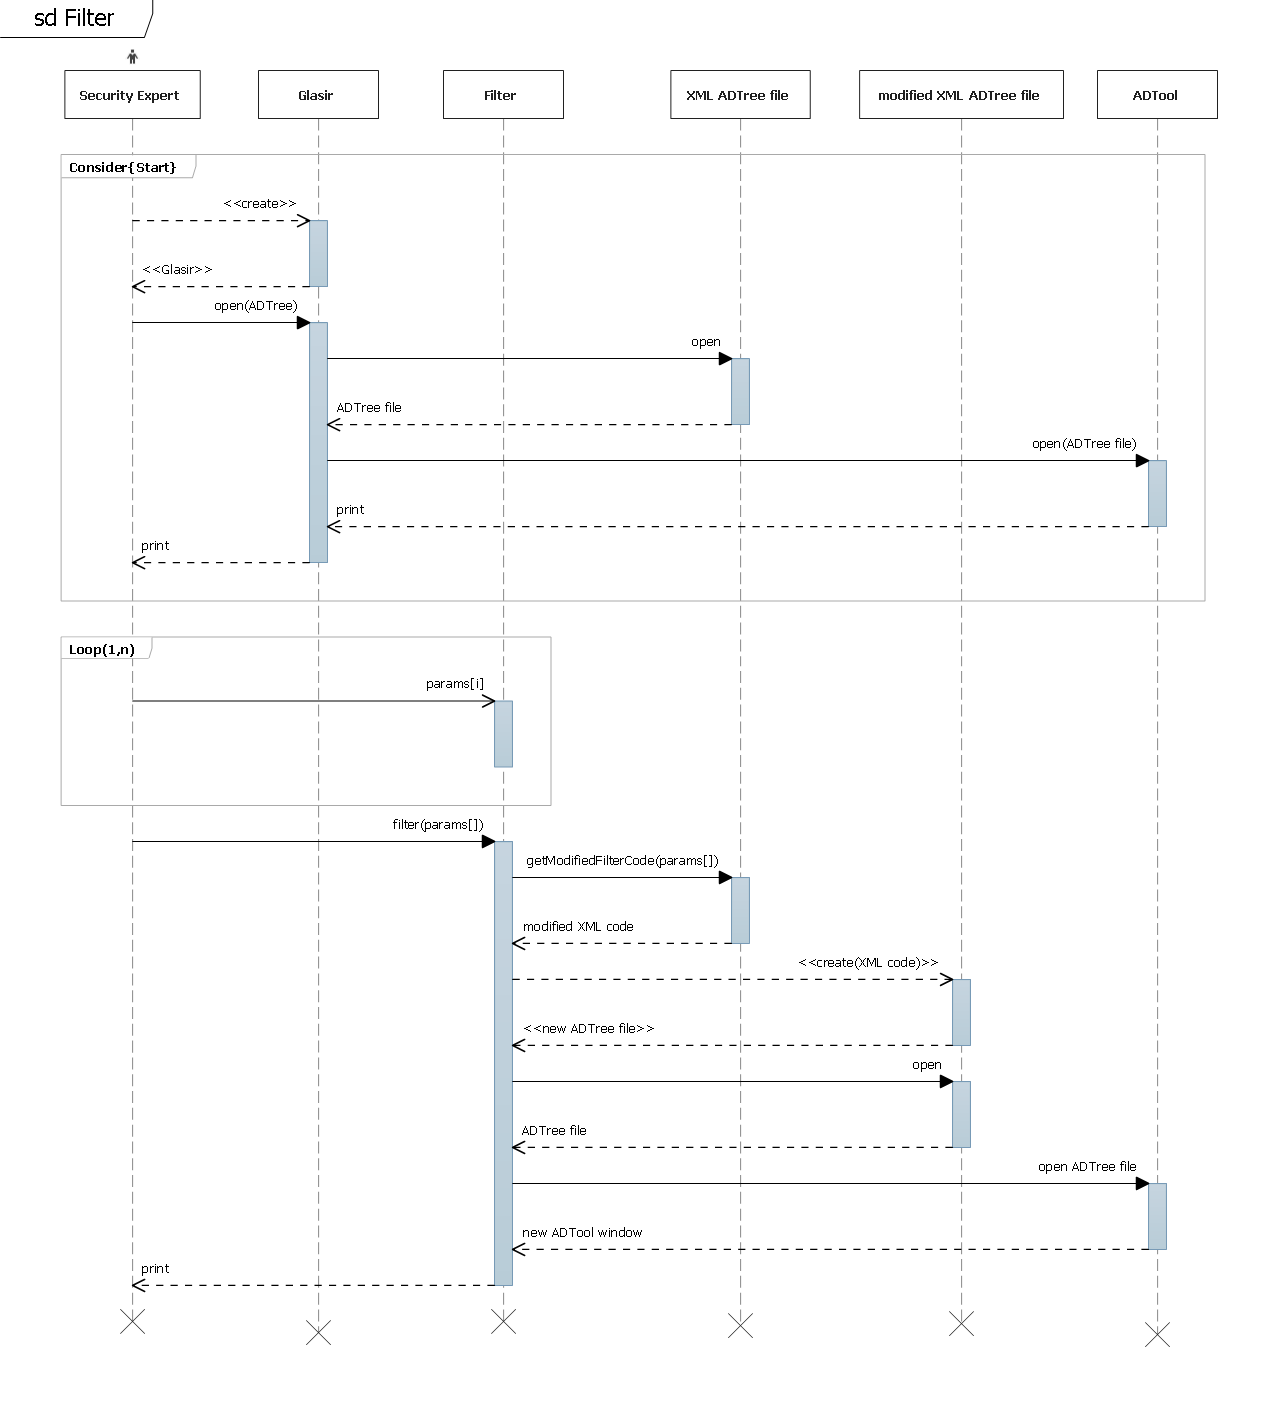 sd Filter
Security Expert
Glasir
Filter
XML ADTree file
modified XML ADTree file
ADTool
Consider{Start}
<<create>>
<<Glasir>>
open(ADTree)
open
ADTree file
open(ADTree file)
print
print
Loop(1,n)
params[i]
filter(params[])
getModifiedFilterCode(params[])
modified XML code
<<create(XML code)>>
<<new ADTree file>>
open
ADTree file
open ADTree file
new ADTool window
print